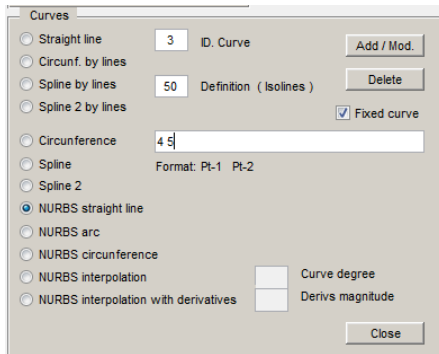 Curves
Straight line 3 ID. Curve Add / Mod.
Circunf. by lines
Spline by lines 50 Definition ( Isolines ) Delete
Spline 2 by lines Fixed curve
Circunference 4 5
Spline Format: Pt-1 Pt-2
Spline 2
NURBS straight line
NURBS arc
NURBS circunference
NURBS interpolation Curve degree
NURBS interpolation with derivatives Derivs magnitude
Close